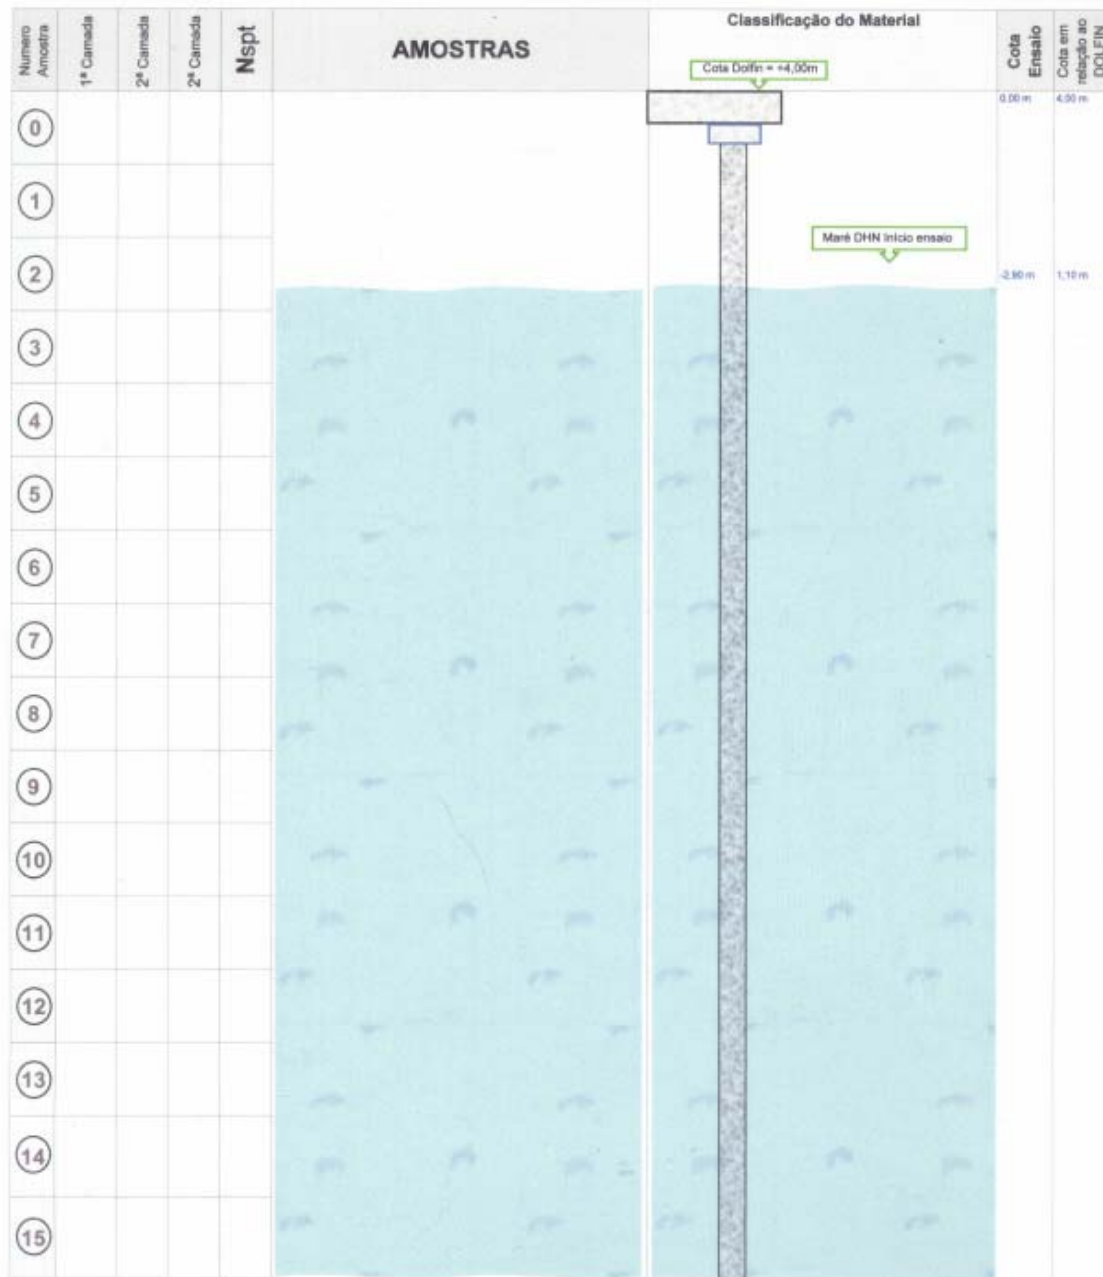 Numero Amostra
1ª Camada
2ª Camada
2ª Camada
Nspt
AMOSTRAS
Classificação do Material
Cota Ensaio
Cota em relação ao DOLFIN
Cota Dolfin = +4,00m
0,00 m
4,00 m
0
1
Maré DHN Início ensaio
2
-2,90 m
1,10 m
3
4
5
6
7
8
9
10
11
12
13
14
15